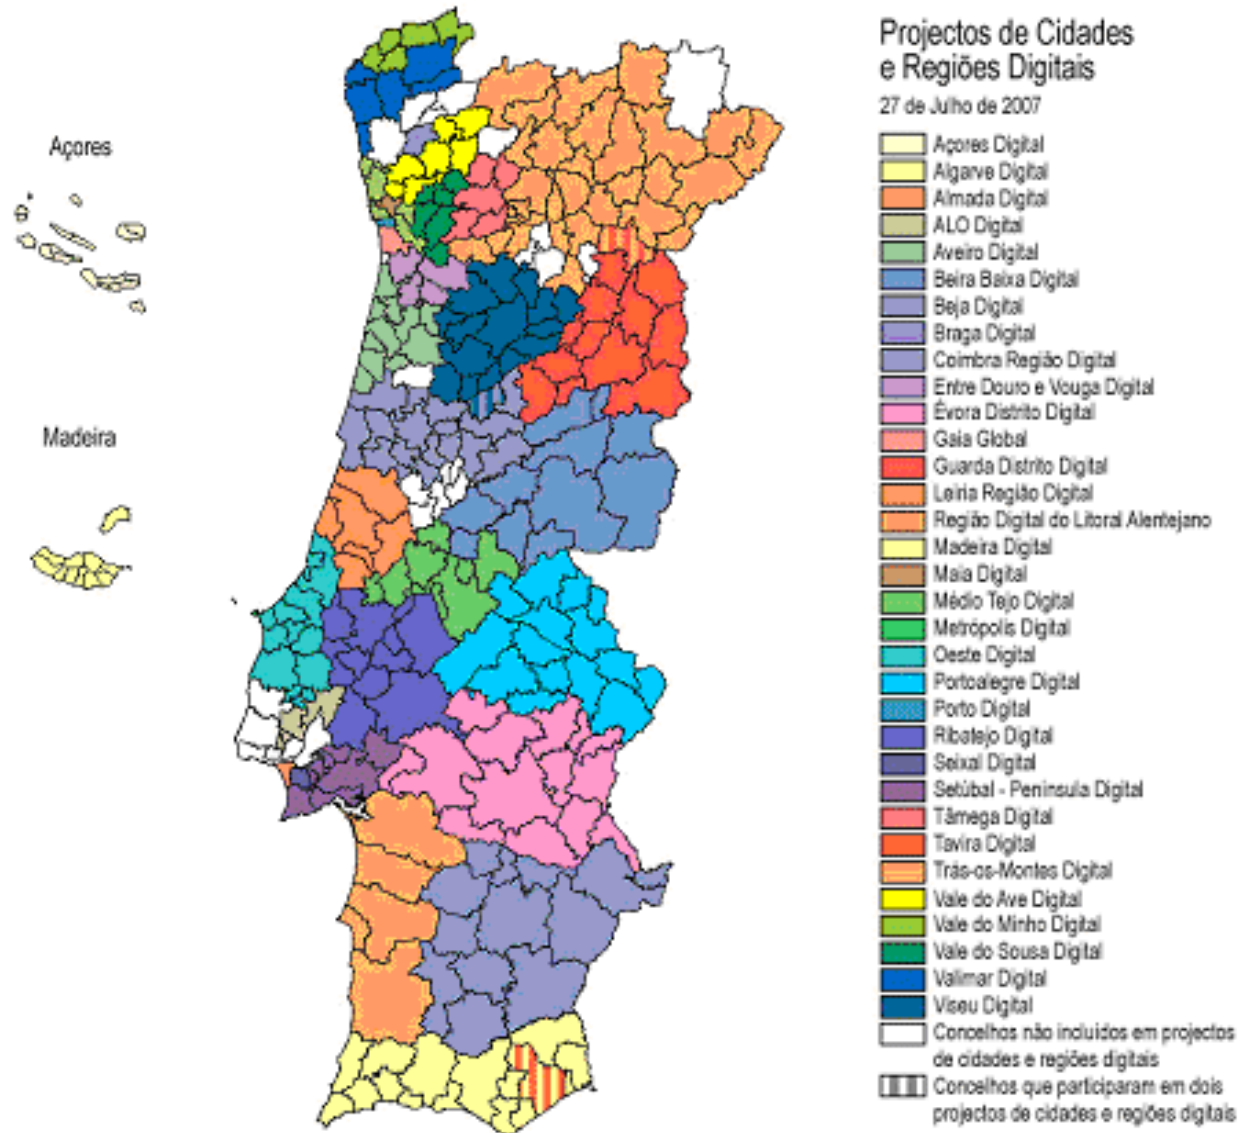 Projectos de Cidades
e Regiões Digitais
27 de Julho de 2007
Açores
Madeira
Açores Digital
Algarve Digital
Almada Digital
ALO Digital
Aveiro Digital
Beira Baixa Digital
Beja Digital
Braga Digital
Coimbra Região Digital
Entre Douro e Vouga Digital
Évora Distrito Digital
Gaia Global
Guarda Distrito Digital
Leiria Região Digital
Região Digital do Litoral Alentejano
Madeira Digital
Maia Digital
Médio Tejo Digital
Metrópolis Digital
Oeste Digital
Portoalegre Digital
Porto Digital
Ribatejo Digital
Seixal Digital
Setúbal - Península Digital
Tâmega Digital
Tavira Digital
Trás-os-Montes Digital
Vale do Ave Digital
Vale do Minho Digital
Vale do Sousa Digital
Valimar Digital
Viseu Digital
Concelhos não incluidos em projectos
de cidades e regiões digitais
Concelhos que participaram em dois
projectos de cidades e regiões digitais